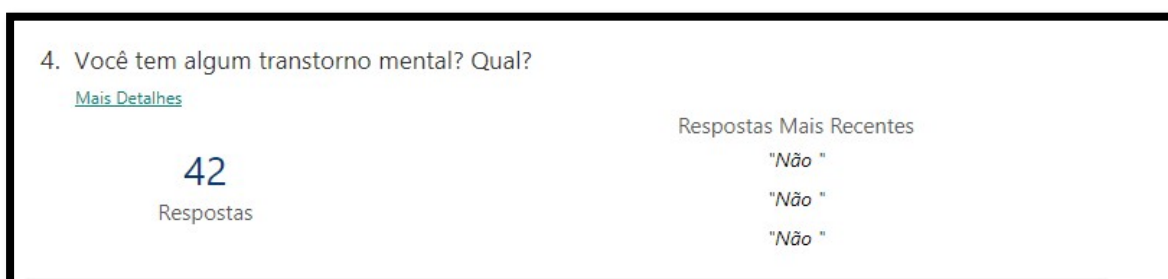 4. Você tem algum transtorno mental? Qual?
Mais Detalhes
42
Respostas
Respostas Mais Recentes
"Não "
"Não "
"Não "